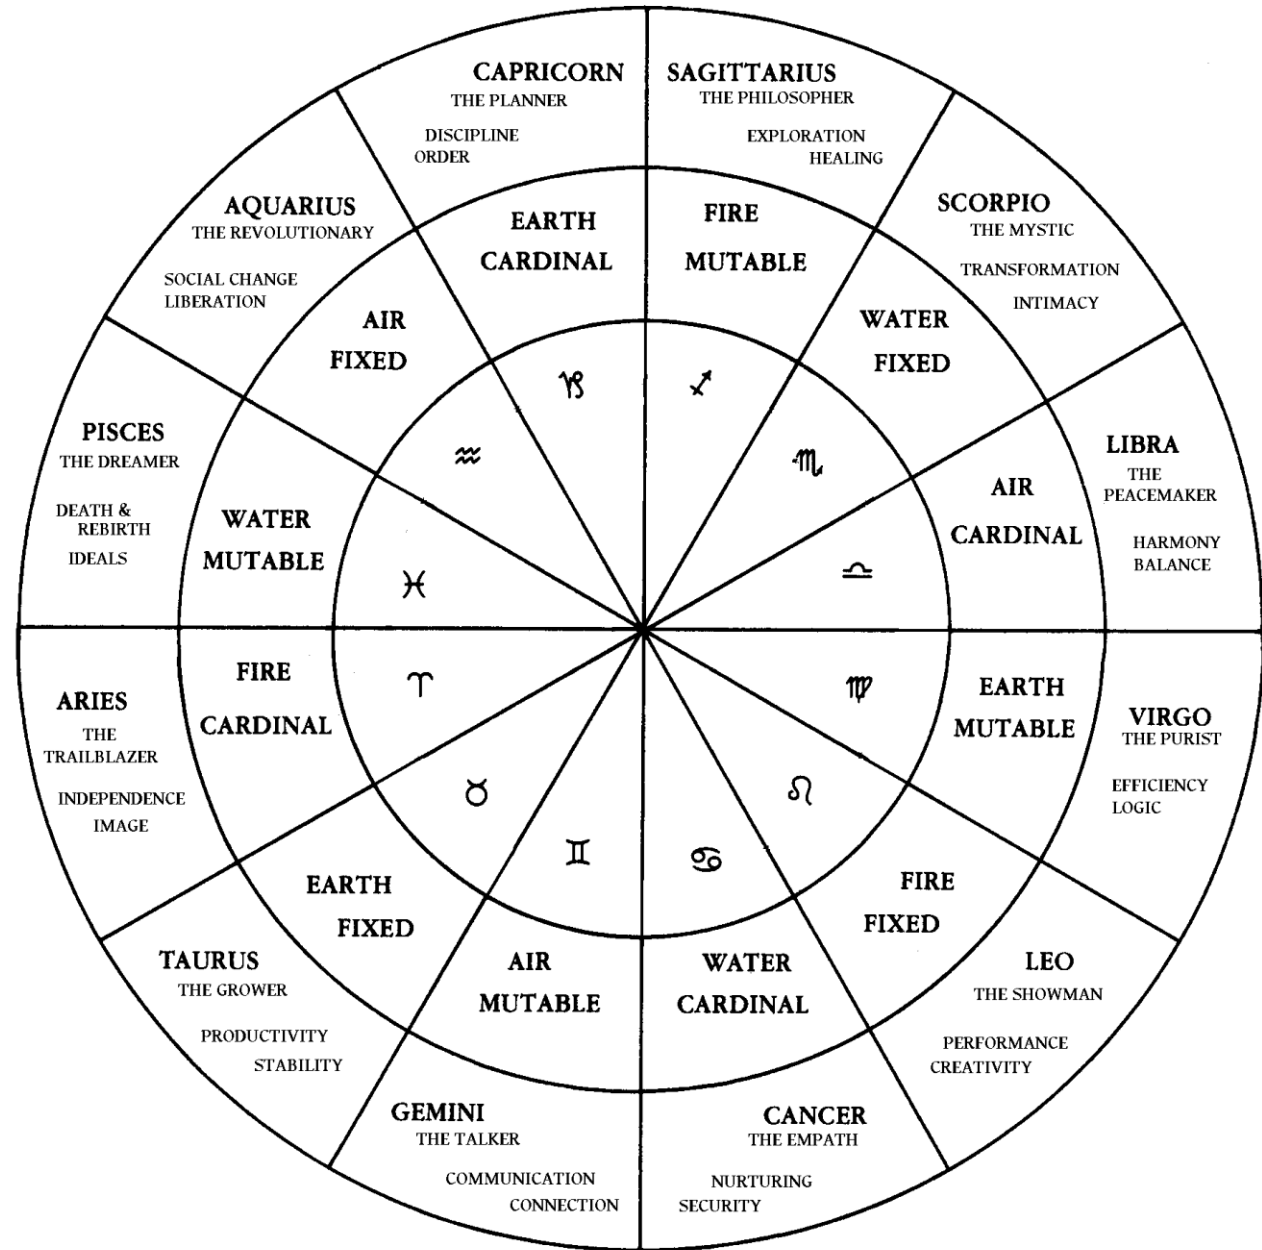 CAPRICORN
THE PLANNER
DISCIPLINE
ORDER
EARTH
CARDINAL
♑
SAGITTARIUS
THE PHILOSOPHER
EXPLORATION
HEALING
FIRE
MUTABLE
♐
SCORPIO
THE MYSTIC
TRANSFORMATION
INTIMACY
WATER
FIXED
♏
LIBRA
THE
PEACEMAKER
HARMONY
BALANCE
AIR
CARDINAL
♎
VIRGO
THE PURIST
EFFICIENCY
LOGIC
EARTH
MUTABLE
♍
LEO
THE SHOWMAN
PERFORMANCE
CREATIVITY
FIRE
FIXED
♌
CANCER
THE EMPATH
NURTURING
SECURITY
WATER
CARDINAL
♋
GEMINI
THE TALKER
COMMUNICATION
CONNECTION
AIR
MUTABLE
♊
TAURUS
THE GROWER
PRODUCTIVITY
STABILITY
EARTH
FIXED
♉
ARIES
THE
TRAILBLAZER
INDEPENDENCE
IMAGE
FIRE
CARDINAL
♈
PISCES
THE DREAMER
DEATH &
REBIRTH
IDEALS
WATER
MUTABLE
♓
AQUARIUS
THE REVOLUTIONARY
SOCIAL CHANGE
LIBERATION
AIR
FIXED
♒